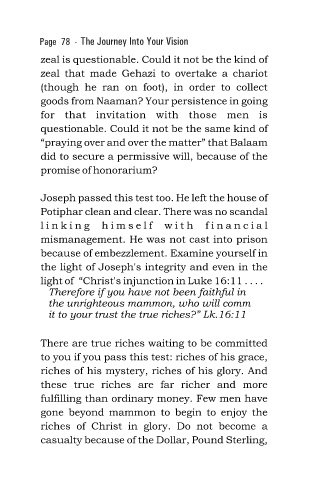 Page 78 - The Journey Into Your Vision
zeal is questionable. Could it not be the kind of
zeal that made Gehazi to overtake a chariot
(though he ran on foot), in order to collect
goods from Naaman? Your persistence in going
for that invitation with those men is
questionable. Could it not be the same kind of
“praying over and over the matter” that Balaam
did to secure a permissive will, because of the
promise of honorarium?
Joseph passed this test too. He left the house of
Potiphar clean and clear. There was no scandal
linking himself with financial
mismanagement. He was not cast into prison
because of embezzlement. Examine yourself in
the light of Joseph's integrity and even in the
light of “Christ's injunction in Luke 16:11 . . . .
Therefore if you have not been faithful in
the unrighteous mammon, who will comm
it to your trust the true riches?” Lk.16:11
There are true riches waiting to be committed
to you if you pass this test: riches of his grace,
riches of his mystery, riches of his glory. And
these true riches are far richer and more
fulfilling than ordinary money. Few men have
gone beyond mammon to begin to enjoy the
riches of Christ in glory. Do not become a
casualty because of the Dollar, Pound Sterling,